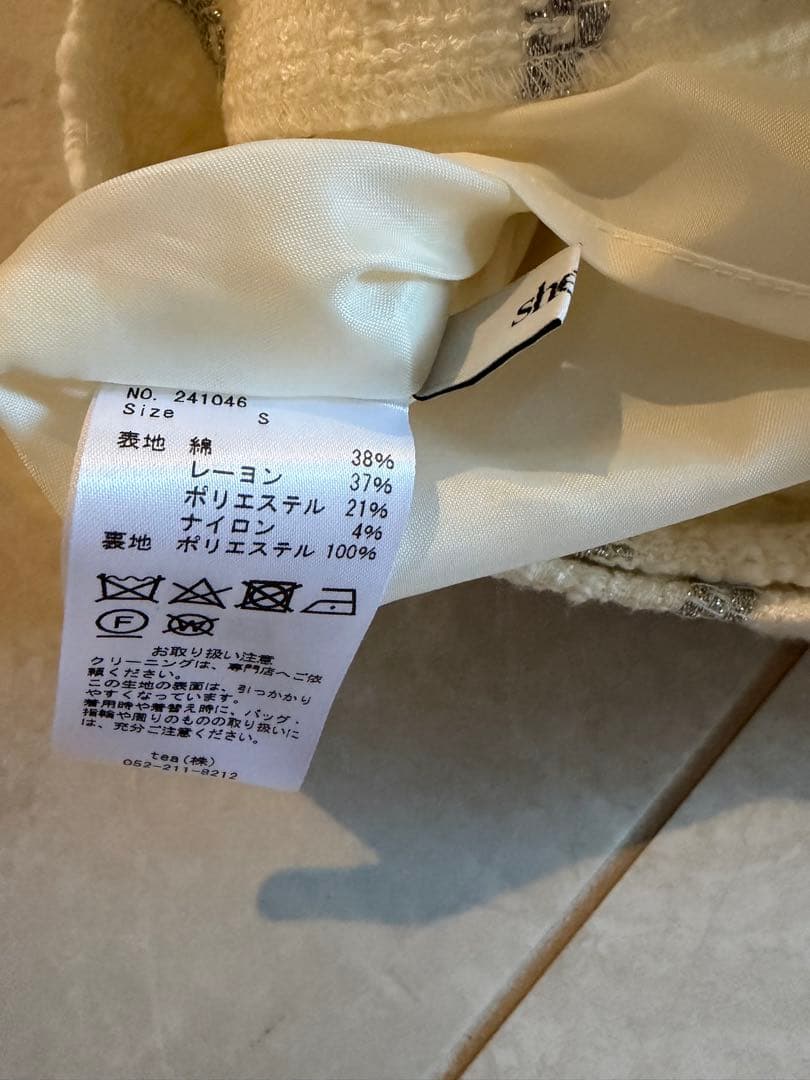 NO. 241046
Size S
表地 綿 38%
レーヨン 37%
ポリエステル 21%
ナイロン 4%
裏地 ポリエステル 100%
F W
お取り扱い注意
クリーニングは、専門店へご依
頼ください。
この生地の表面は、引っかかり
やすくなっています。
着用時や着替え時に、バッグ・
指輪や周りのものの取り扱いに
は、充分ご注意ください。
tea(株)
052-211-8212